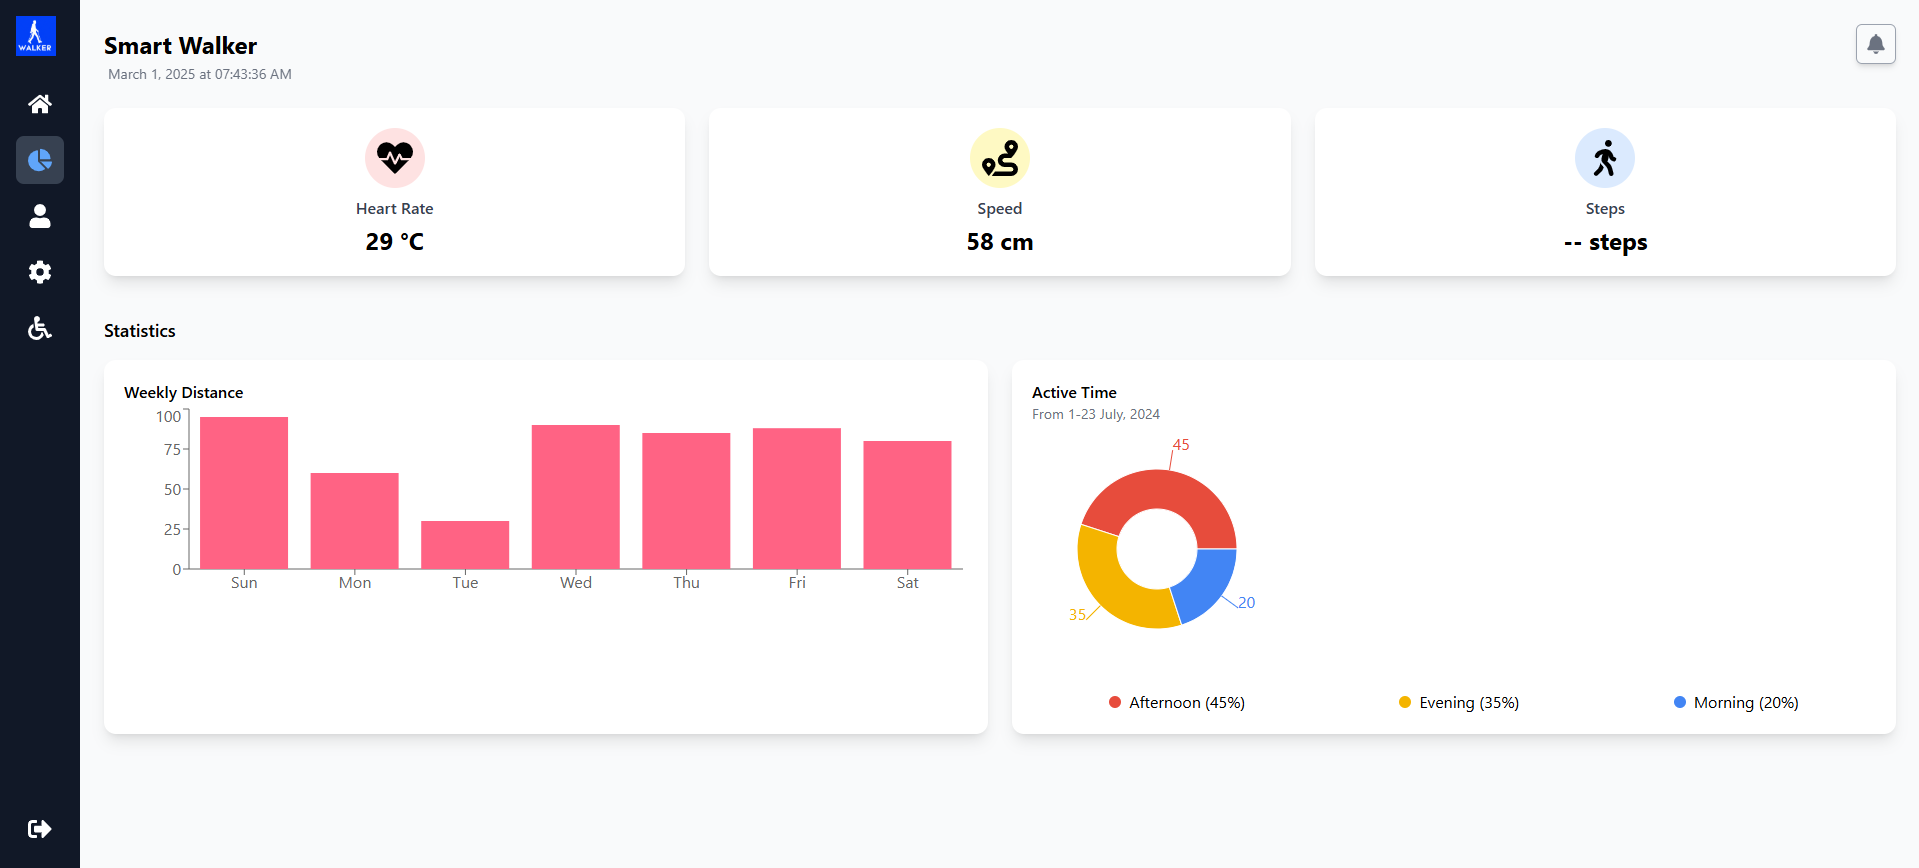 WALKER
Smart Walker
March 1, 2025 at 07:43:36 AM
Heart Rate
29 °C
Speed
58 cm
Steps
-- steps
Statistics
Weekly Distance
100
75
50
25
0
Sun Mon Tue Wed Thu Fri Sat
Active Time
From 1-23 July, 2024
45
35
20
Afternoon (45%) Evening (35%) Morning (20%)